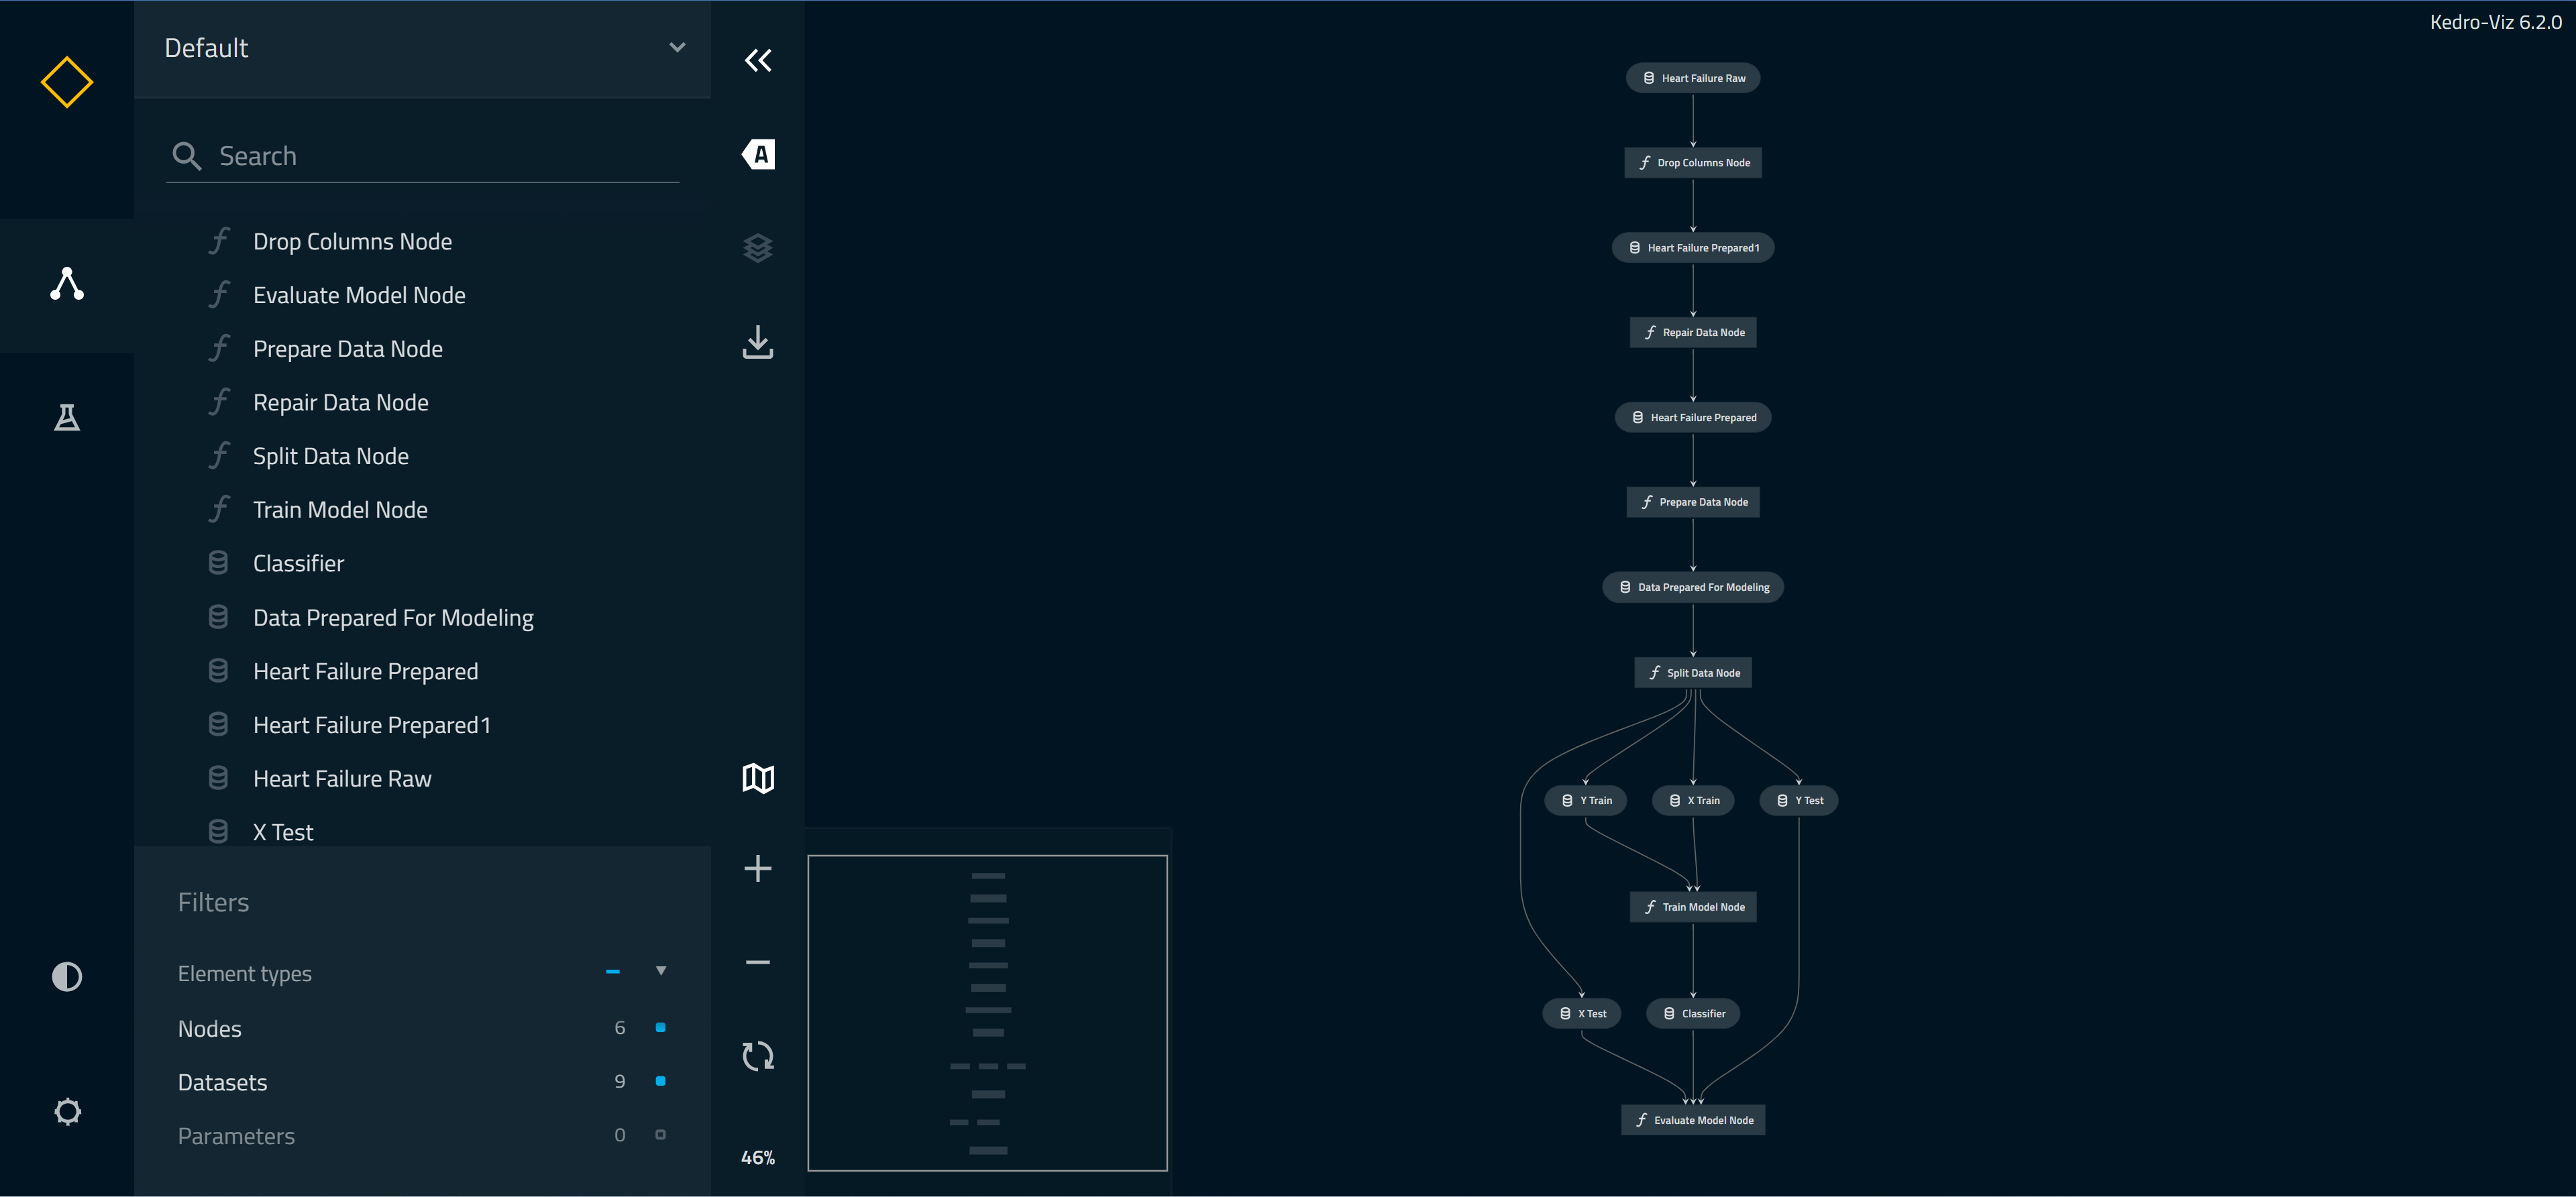 Default
Search
Drop Columns Node
Evaluate Model Node
Prepare Data Node
Repair Data Node
Split Data Node
Train Model Node
Classifier
Data Prepared For Modeling
Heart Failure Prepared
Heart Failure Prepared1
Heart Failure Raw
X Test
Filters
Element types
Nodes 6
Datasets 9
Parameters 0
A
46%
Kedro-Viz 6.2.0
Heart Failure Raw
Drop Columns Node
Heart Failure Prepared1
Repair Data Node
Heart Failure Prepared
Prepare Data Node
Data Prepared For Modeling
Split Data Node
Y Train X Train Y Test
Train Model Node
X Test Classifier
Evaluate Model Node